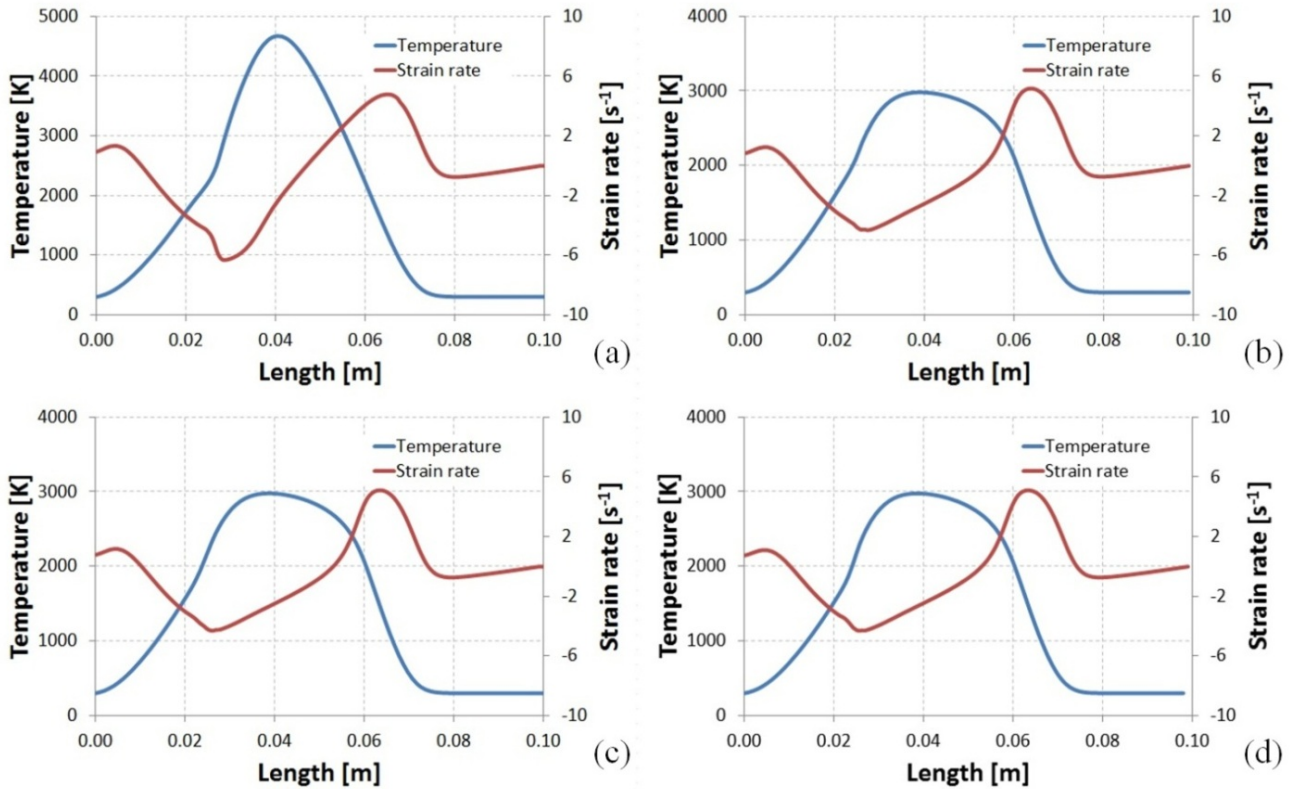 5000
4000
3000
2000
1000
0
Temperature [K]
10
6
2
-2
-6
-10
Strain rate [s-1]
Temperature
Strain rate
0.00 0.02 0.04 0.06 0.08 0.10
Length [m]
(a)
4000
3000
2000
1000
0
Temperature [K]
10
6
2
-2
-6
-10
Strain rate [s-1]
Temperature
Strain rate
0.00 0.02 0.04 0.06 0.08 0.10
Length [m]
(b)
4000
3000
2000
1000
0
Temperature [K]
10
6
2
-2
-6
-10
Strain rate [s-1]
Temperature
Strain rate
0.00 0.02 0.04 0.06 0.08 0.10
Length [m]
(c)
4000
3000
2000
1000
0
Temperature [K]
10
6
2
-2
-6
-10
Strain rate [s-1]
Temperature
Strain rate
0.00 0.02 0.04 0.06 0.08 0.10
Length [m]
(d)